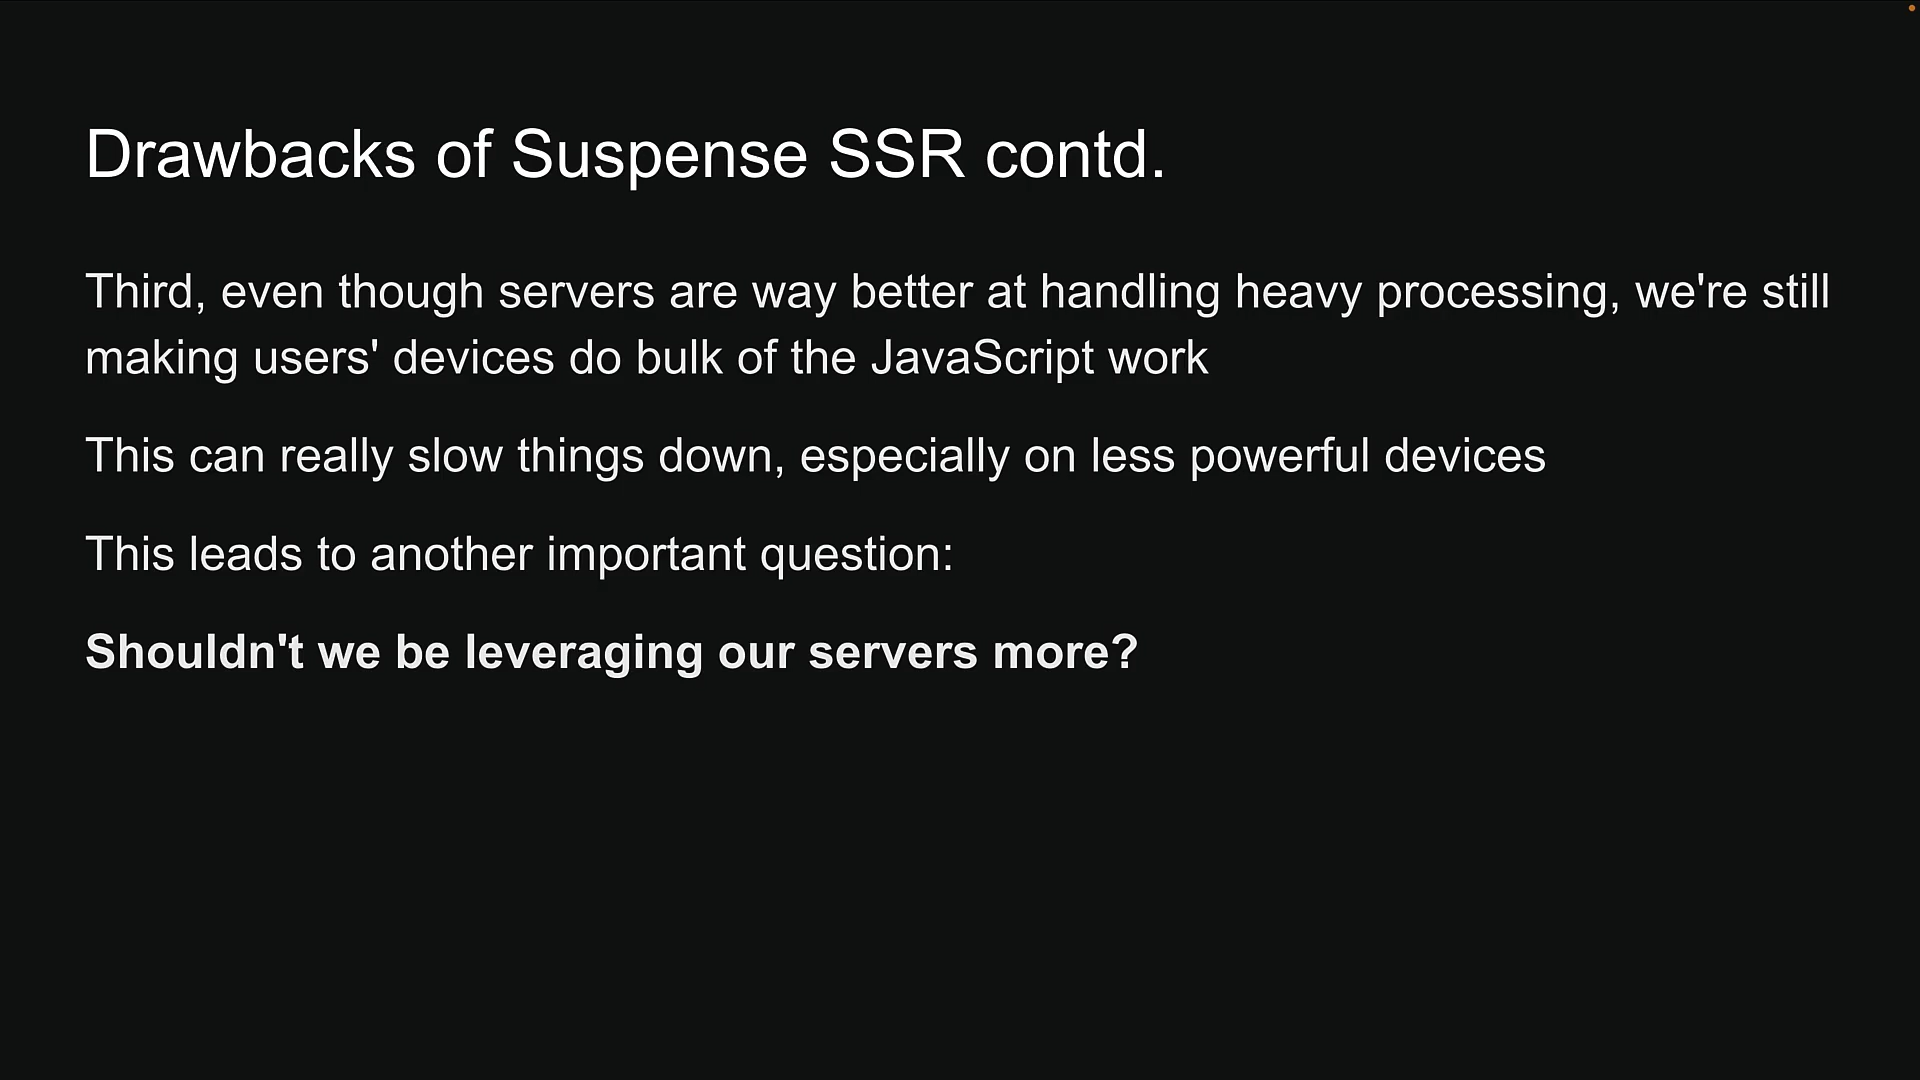 Drawbacks of Suspense SSR contd.
Third, even though servers are way better at handling heavy processing, we're still
making users' devices do bulk of the JavaScript work
This can really slow things down, especially on less powerful devices
This leads to another important question:
Shouldn't we be leveraging our servers more?